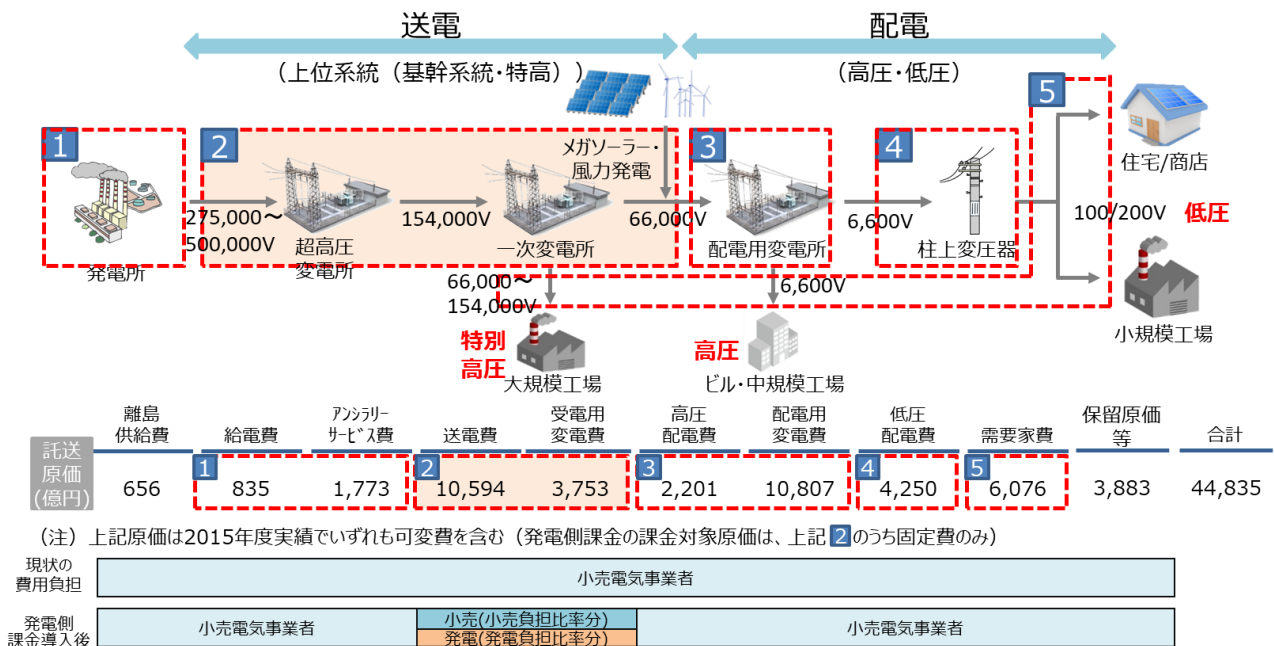 送電
配電
(上位系統(基幹系統・特高))
(高圧・低圧)
5
1
2
3
4
メガソーラー・
風力発電
住宅/商店
275,000~
500,000V
154,000V
66,000V
6,600V
100/200V
低圧
発電所
超高圧
変電所
一次変電所
配電用変電所
柱上変圧器
66,000~
154,000V
6,600V
特別
高圧
大規模工場
高圧
ビル・中規模工場
小規模工場
託送
原価
(億円)
離島
供給費
給電費
アンシラリー
サービス費
送電費
受電用
変電費
高圧
配電費
配電用
変電費
低圧
配電費
需要家費
保留原価
等
合計
1
2
3
4
5
656
835
1,773
10,594
3,753
2,201
10,807
4,250
6,076
3,883
44,835
(注)上記原価は2015年度実績でいずれも可変費を含む(発電側課金の課金対象原価は、上記2のうち固定費のみ)
現状の
費用負担
小売電気事業者
発電側
課金導入後
小売電気事業者
小売(小売負担比率分)
発電(発電負担比率分)
小売電気事業者